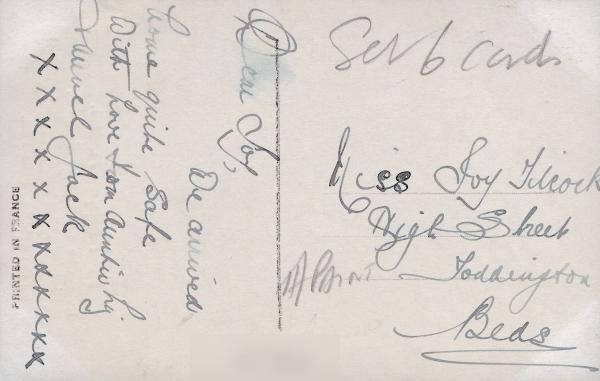 Dear Joy,
We arrived
home quite safe
With love from Auntie Ivy
Uncle Jack
x x x x x x x x x x x x x
PRINTED IN FRANCE
Set 6 cards
Miss Joy Tilcock
High Street
Toddington
Beds